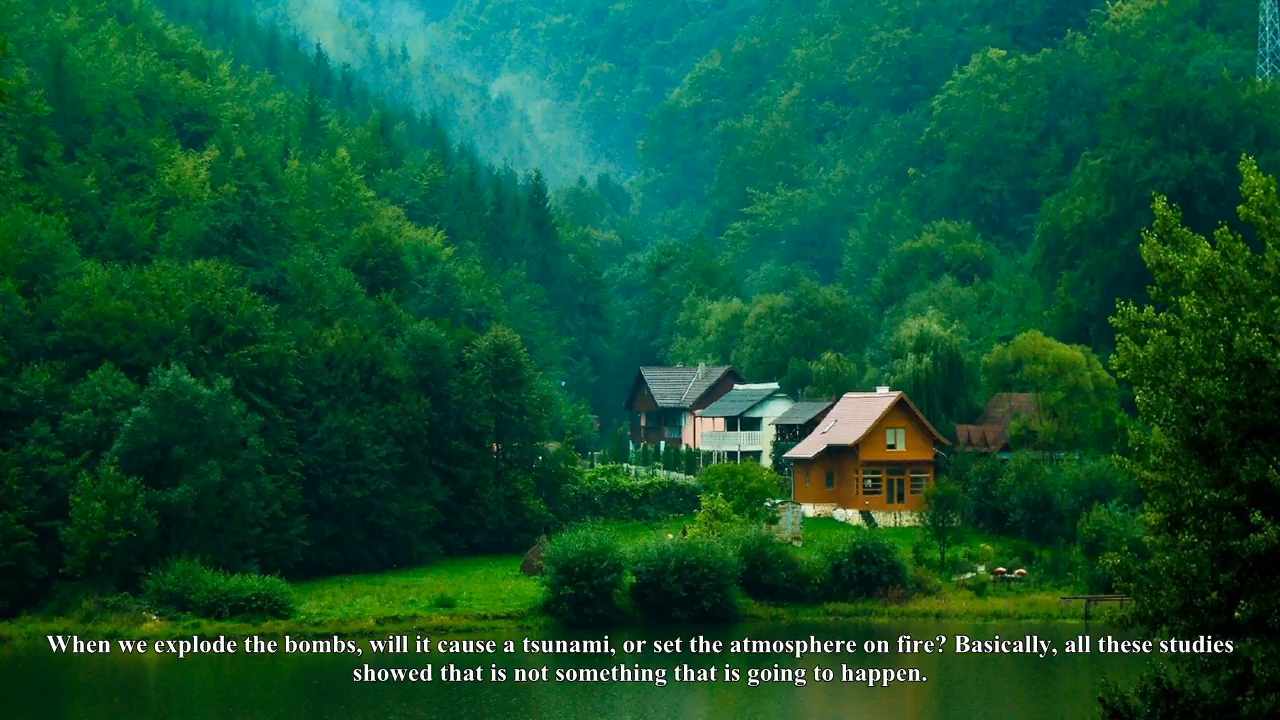 When we explode the bombs, will it cause a tsunami, or set the atmosphere on fire? Basically, all these studies
showed that is not something that is going to happen.